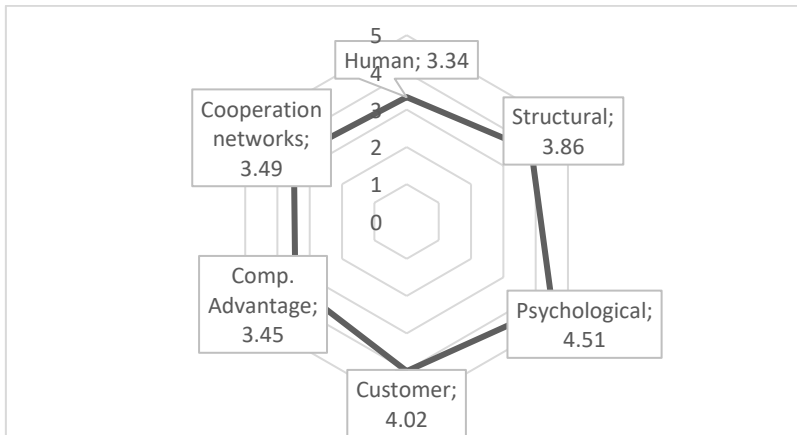 5
Human; 3.34
4
3
2
1
0
Structural;
3.86
Psychological;
4.51
Customer;
4.02
Comp.
Advantage;
3.45
Cooperation
networks;
3.49